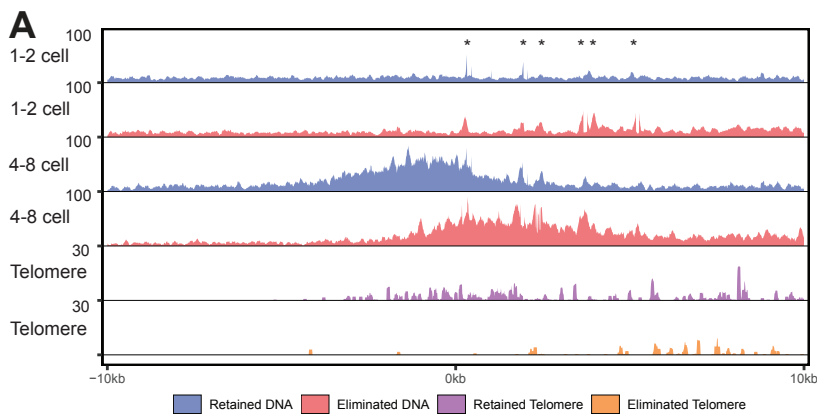 A
100
1-2 cell
* * * * * *
100
1-2 cell
100
4-8 cell
100
4-8 cell
30
Telomere
30
Telomere
−10kb 0kb 10kb
Retained DNA Eliminated DNA Retained Telomere Eliminated Telomere